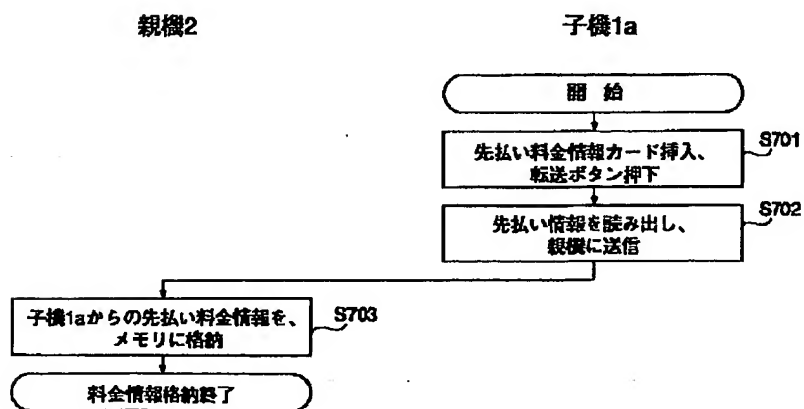 親機2
子機1a
開 始
先払い料金情報カード挿入、
転送ボタン押下
S701
先払い情報を読み出し、
親機に送信
S702
子機1aからの先払い料金情報を、
メモリに格納
S703
料金情報格納終了